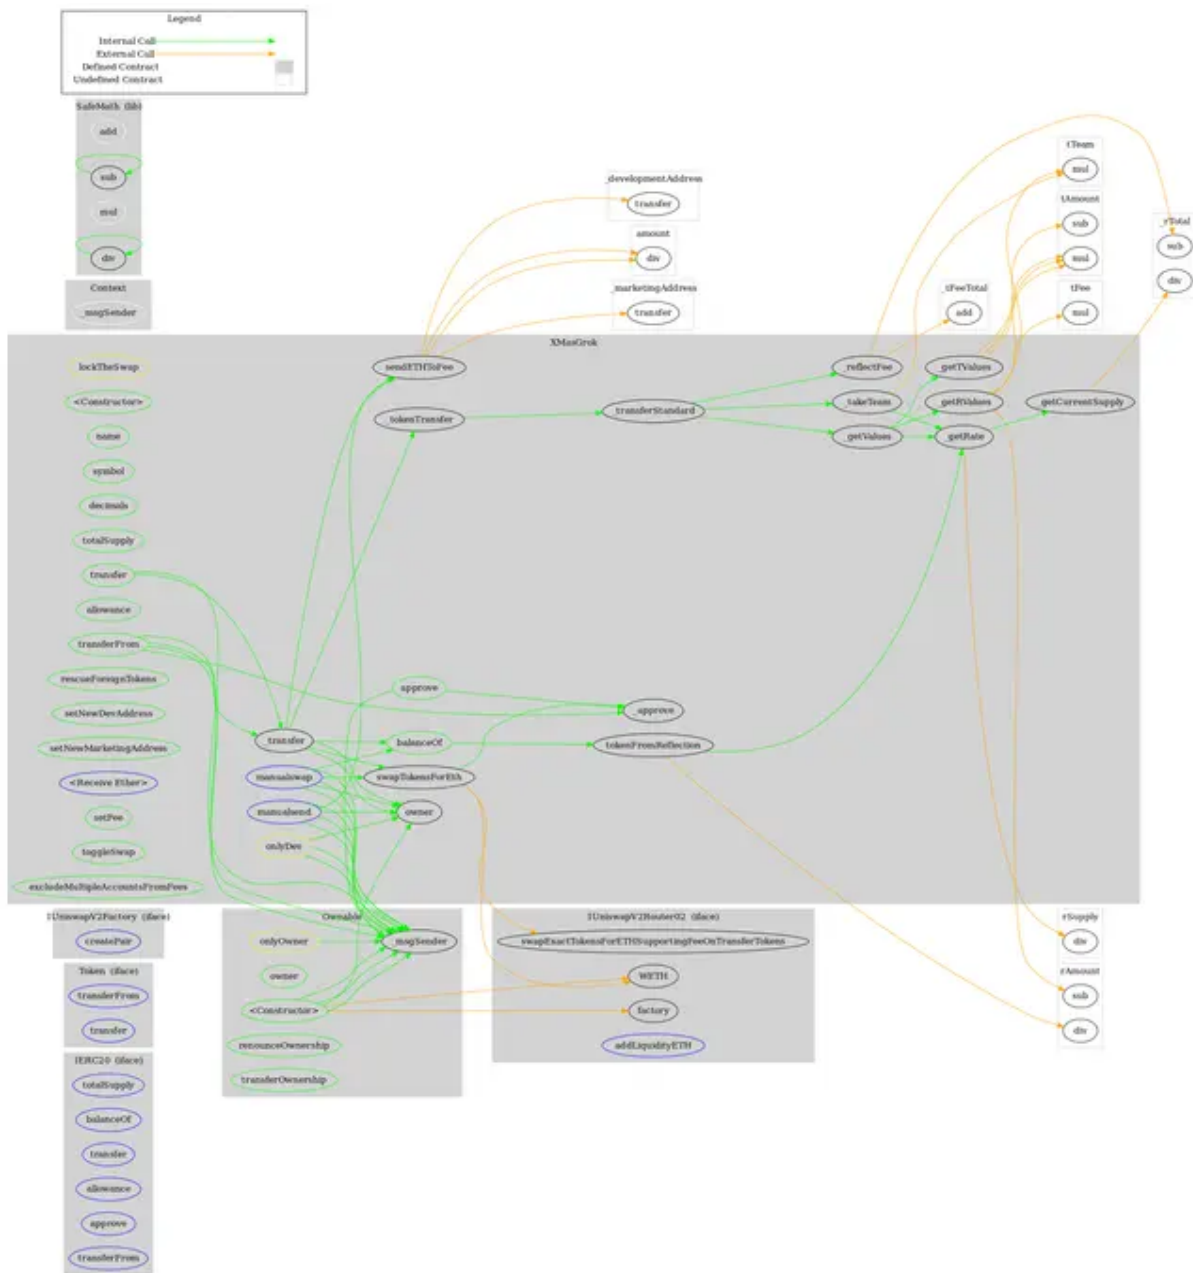 Legend
Internal Call
External Call
Defined Contract
Undefined Contract
SafeMath (lib)
add
sub
mul
div
Context
_msgSender
_developmentAddress
transfer
amount
div
_marketingAddress
transfer
tTeam
mul
tAmount
sub
mul
_tFeeTotal
add
tFee
mul
_rTotal
sub
div
XMasGrok
lockTheSwap
<Constructor>
name
symbol
decimals
totalSupply
transfer
allowance
transferFrom
rescueForeignTokens
setNewDevAddress
setNewMarketingAddress
<Receive Ether>
setFee
toggleSwap
excludeMultipleAccountsFromFees
sendETHToFee
_tokenTransfer
_transferStandard
_reflectFee
_takeTeam
_getValues
_getTValues
_getRValues
_getRate
_getCurrentSupply
approve
_approve
_transfer
balanceOf
tokenFromReflection
manualswap
swapTokensForEth
manualsend
owner
onlyDev
IUniswapV2Factory (iface)
createPair
Token (iface)
transferFrom
transfer
IERC20 (iface)
totalSupply
balanceOf
transfer
allowance
approve
transferFrom
Ownable
onlyOwner
_msgSender
owner
<Constructor>
renounceOwnership
transferOwnership
IUniswapV2Router02 (iface)
swapExactTokensForETHSupportingFeeOnTransferTokens
WETH
factory
addLiquidityETH
rSupply
div
rAmount
sub
div